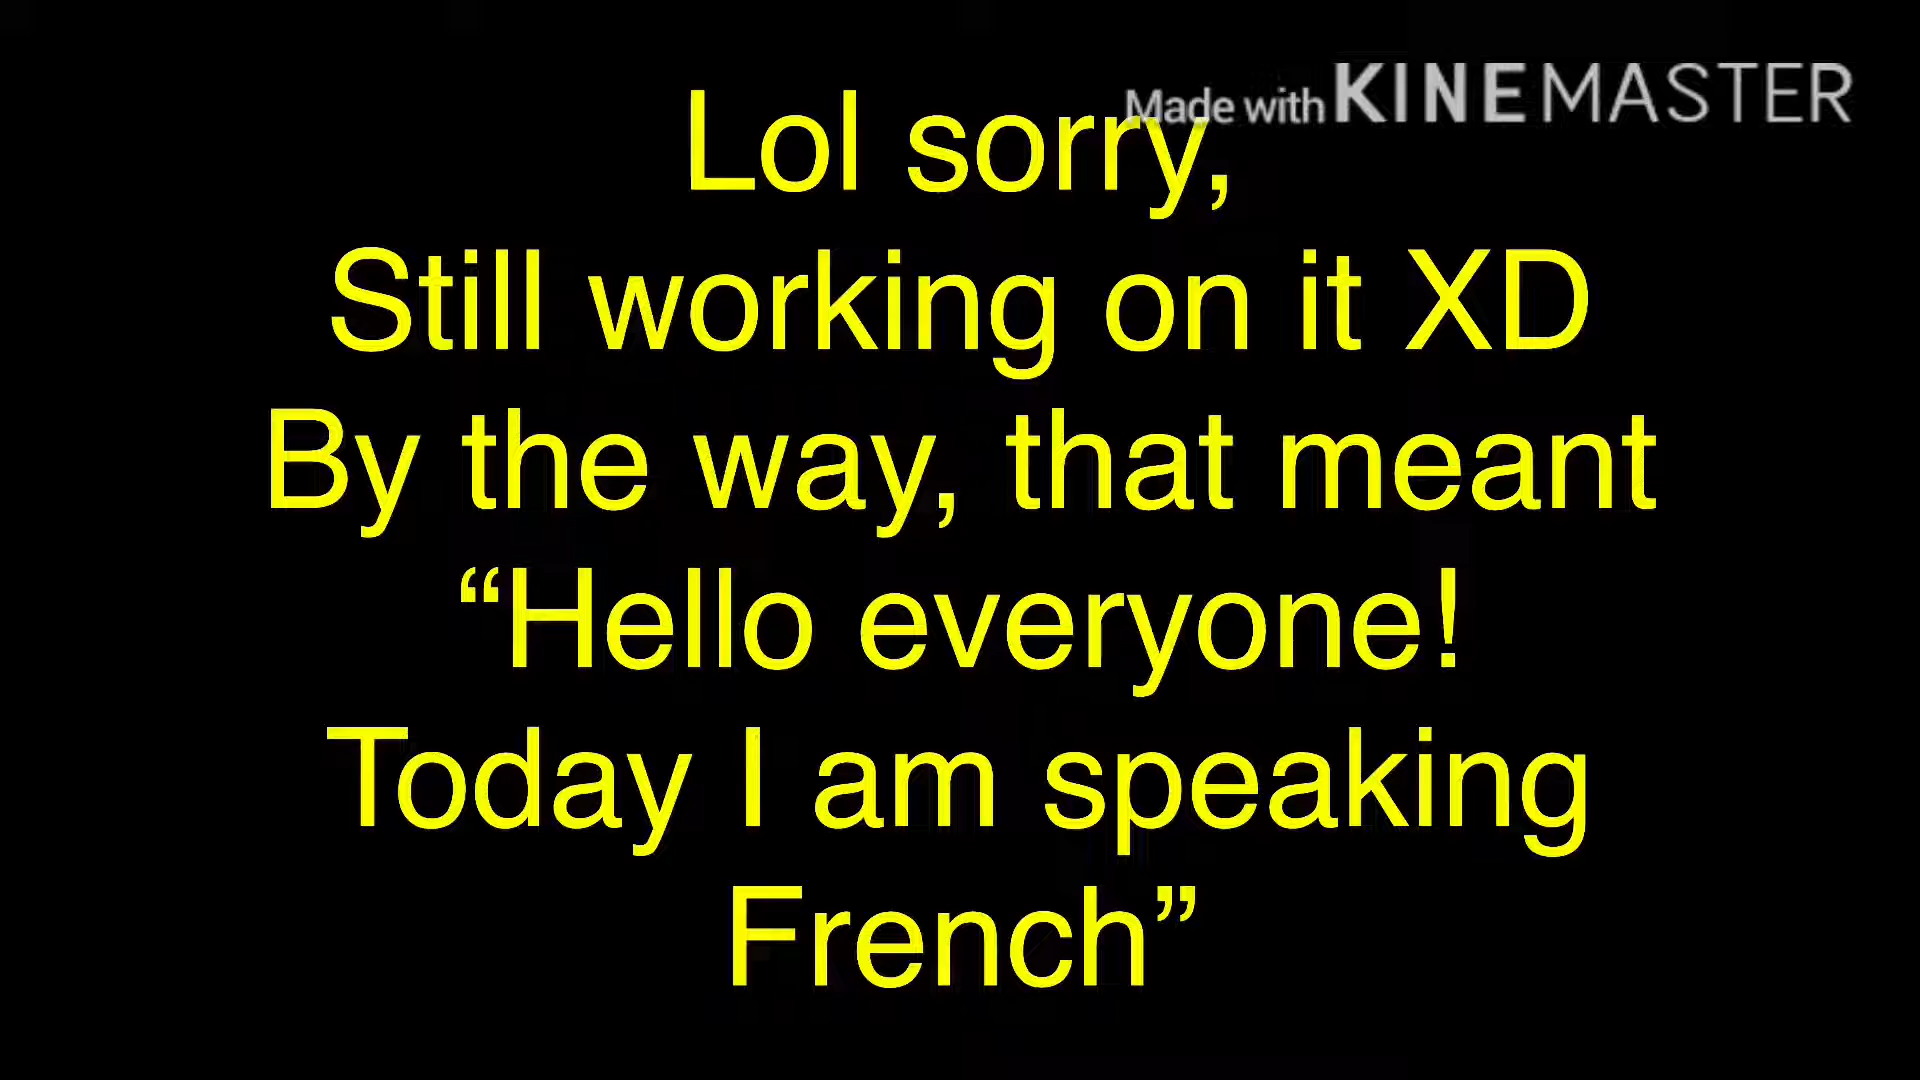 Made with KINEMASTER
Lol sorry,
Still working on it XD
By the way, that meant
“Hello everyone!
Today I am speaking
French”